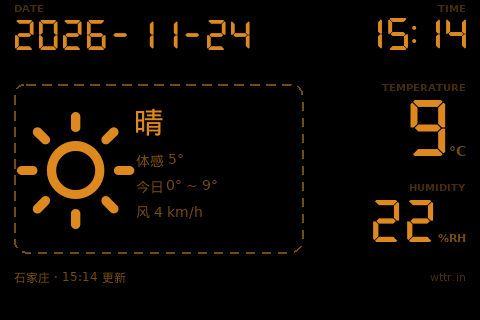 DATE
2026-11-24
TIME
15:14
晴
体感 5°
今日 0° ~ 9°
风 4 km/h
TEMPERATURE
9°C
HUMIDITY
22%RH
石家庄 · 15:14 更新
wttr.in